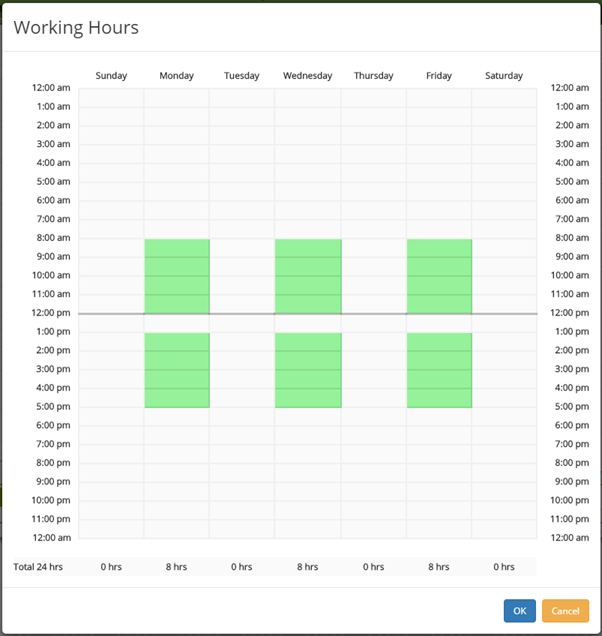 Working Hours
Sunday Monday Tuesday Wednesday Thursday Friday Saturday
12:00 am 12:00 am
1:00 am 1:00 am
2:00 am 2:00 am
3:00 am 3:00 am
4:00 am 4:00 am
5:00 am 5:00 am
6:00 am 6:00 am
7:00 am 7:00 am
8:00 am 8:00 am
9:00 am 9:00 am
10:00 am 10:00 am
11:00 am 11:00 am
12:00 pm 12:00 pm
1:00 pm 1:00 pm
2:00 pm 2:00 pm
3:00 pm 3:00 pm
4:00 pm 4:00 pm
5:00 pm 5:00 pm
6:00 pm 6:00 pm
7:00 pm 7:00 pm
8:00 pm 8:00 pm
9:00 pm 9:00 pm
10:00 pm 10:00 pm
11:00 pm 11:00 pm
12:00 am 12:00 am
Total 24 hrs 0 hrs 8 hrs 0 hrs 8 hrs 0 hrs 8 hrs 0 hrs
OK Cancel